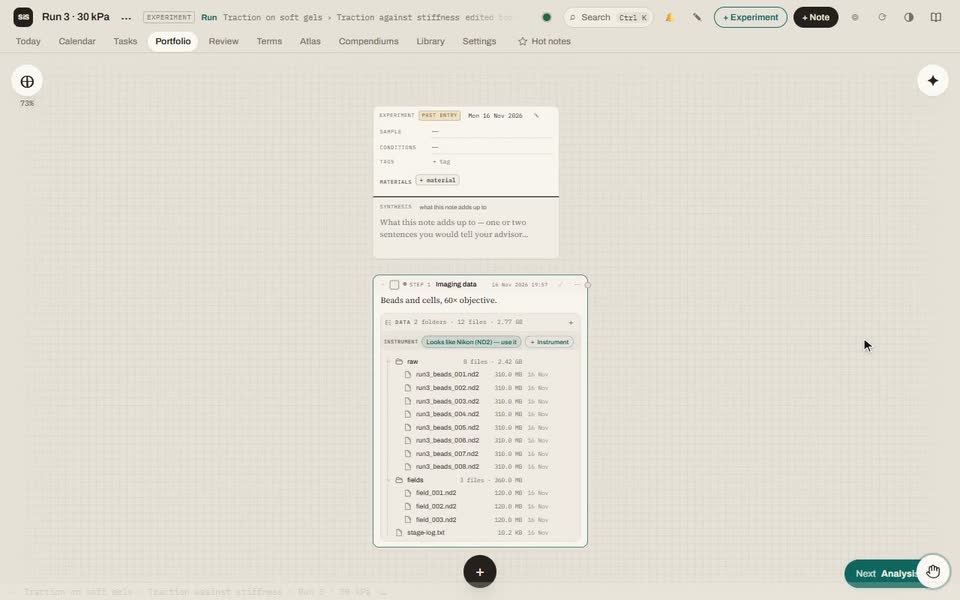 SiS Run 3 · 30 kPa ... EXPERIMENT Run Traction on soft gels › Traction against stiffness edited Search Ctrl K + Experiment + Note
Today Calendar Tasks Portfolio Review Terms Atlas Compendiums Library Settings Hot notes
73%
EXPERIMENT PAST ENTRY Mon 16 Nov 2026
SAMPLE —
CONDITIONS —
TAGS + tag
MATERIALS + material
SYNTHESIS what this note adds up to
What this note adds up to — one or two
sentences you would tell your advisor...
STEP 1 Imaging data 16 Nov 2026 19:57
Beads and cells, 60× objective.
DATA 2 folders · 12 files · 2.77 GB +
INSTRUMENT Looks like Nikon (ND2) — use it + Instrument
raw 8 files · 2.42 GB
run3_beads_001.nd2 310.0 MB 16 Nov
run3_beads_002.nd2 310.0 MB 16 Nov
run3_beads_003.nd2 310.0 MB 16 Nov
run3_beads_004.nd2 310.0 MB 16 Nov
run3_beads_005.nd2 310.0 MB 16 Nov
run3_beads_006.nd2 310.0 MB 16 Nov
run3_beads_007.nd2 310.0 MB 16 Nov
run3_beads_008.nd2 310.0 MB 16 Nov
fields 3 files · 360.0 MB
field_001.nd2 120.0 MB 16 Nov
field_002.nd2 120.0 MB 16 Nov
field_003.nd2 120.0 MB 16 Nov
stage-log.txt 18.2 KB 16 Nov
+
Next Analysis
Traction on soft gels · Traction against stiffness · Run 3 · 30 kPa